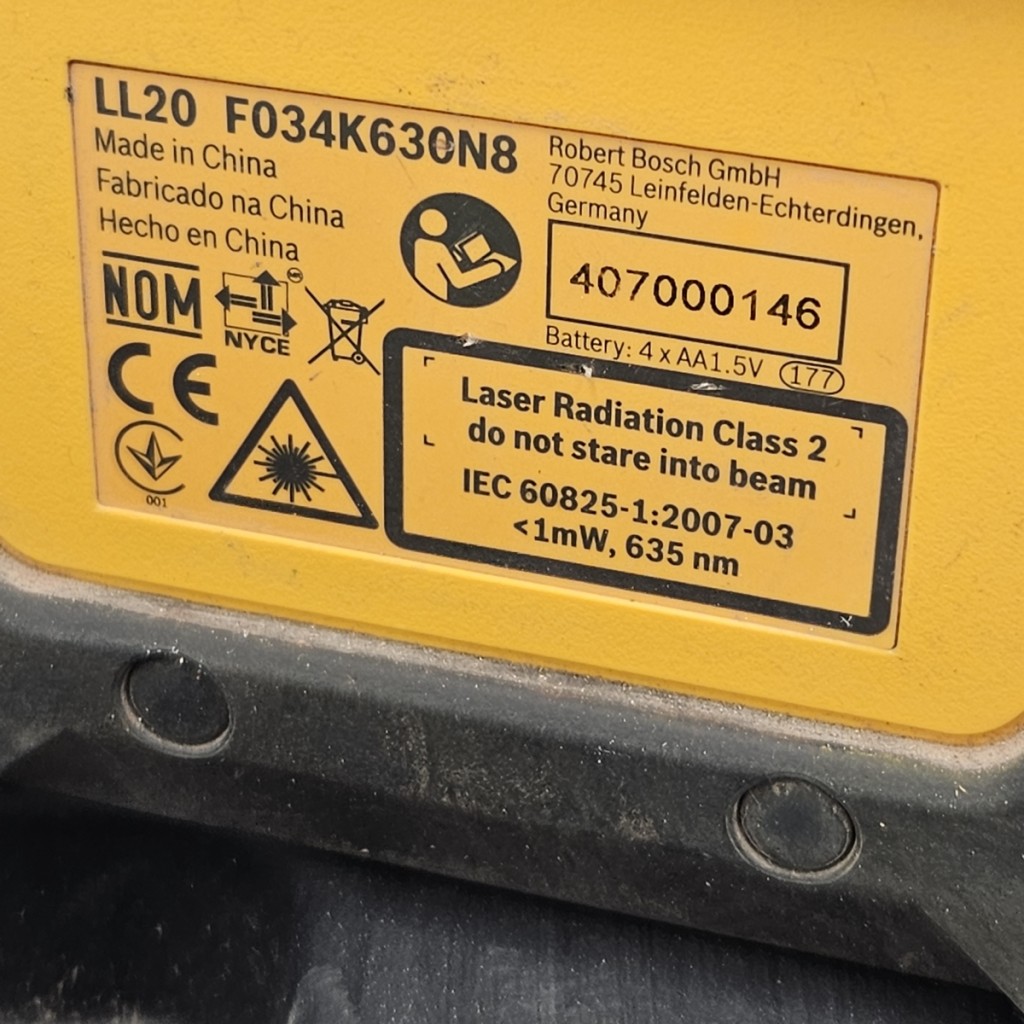 LL20 F034K630N8
Made in China
Fabricado na China
Hecho en China
Robert Bosch GmbH
70745 Leinfelden-Echterdingen,
Germany
407000146
Battery: 4 x AA1.5V 177
NOM
NYCE
CE
001
Laser Radiation Class 2
do not stare into beam
IEC 60825-1:2007-03
<1mW, 635 nm